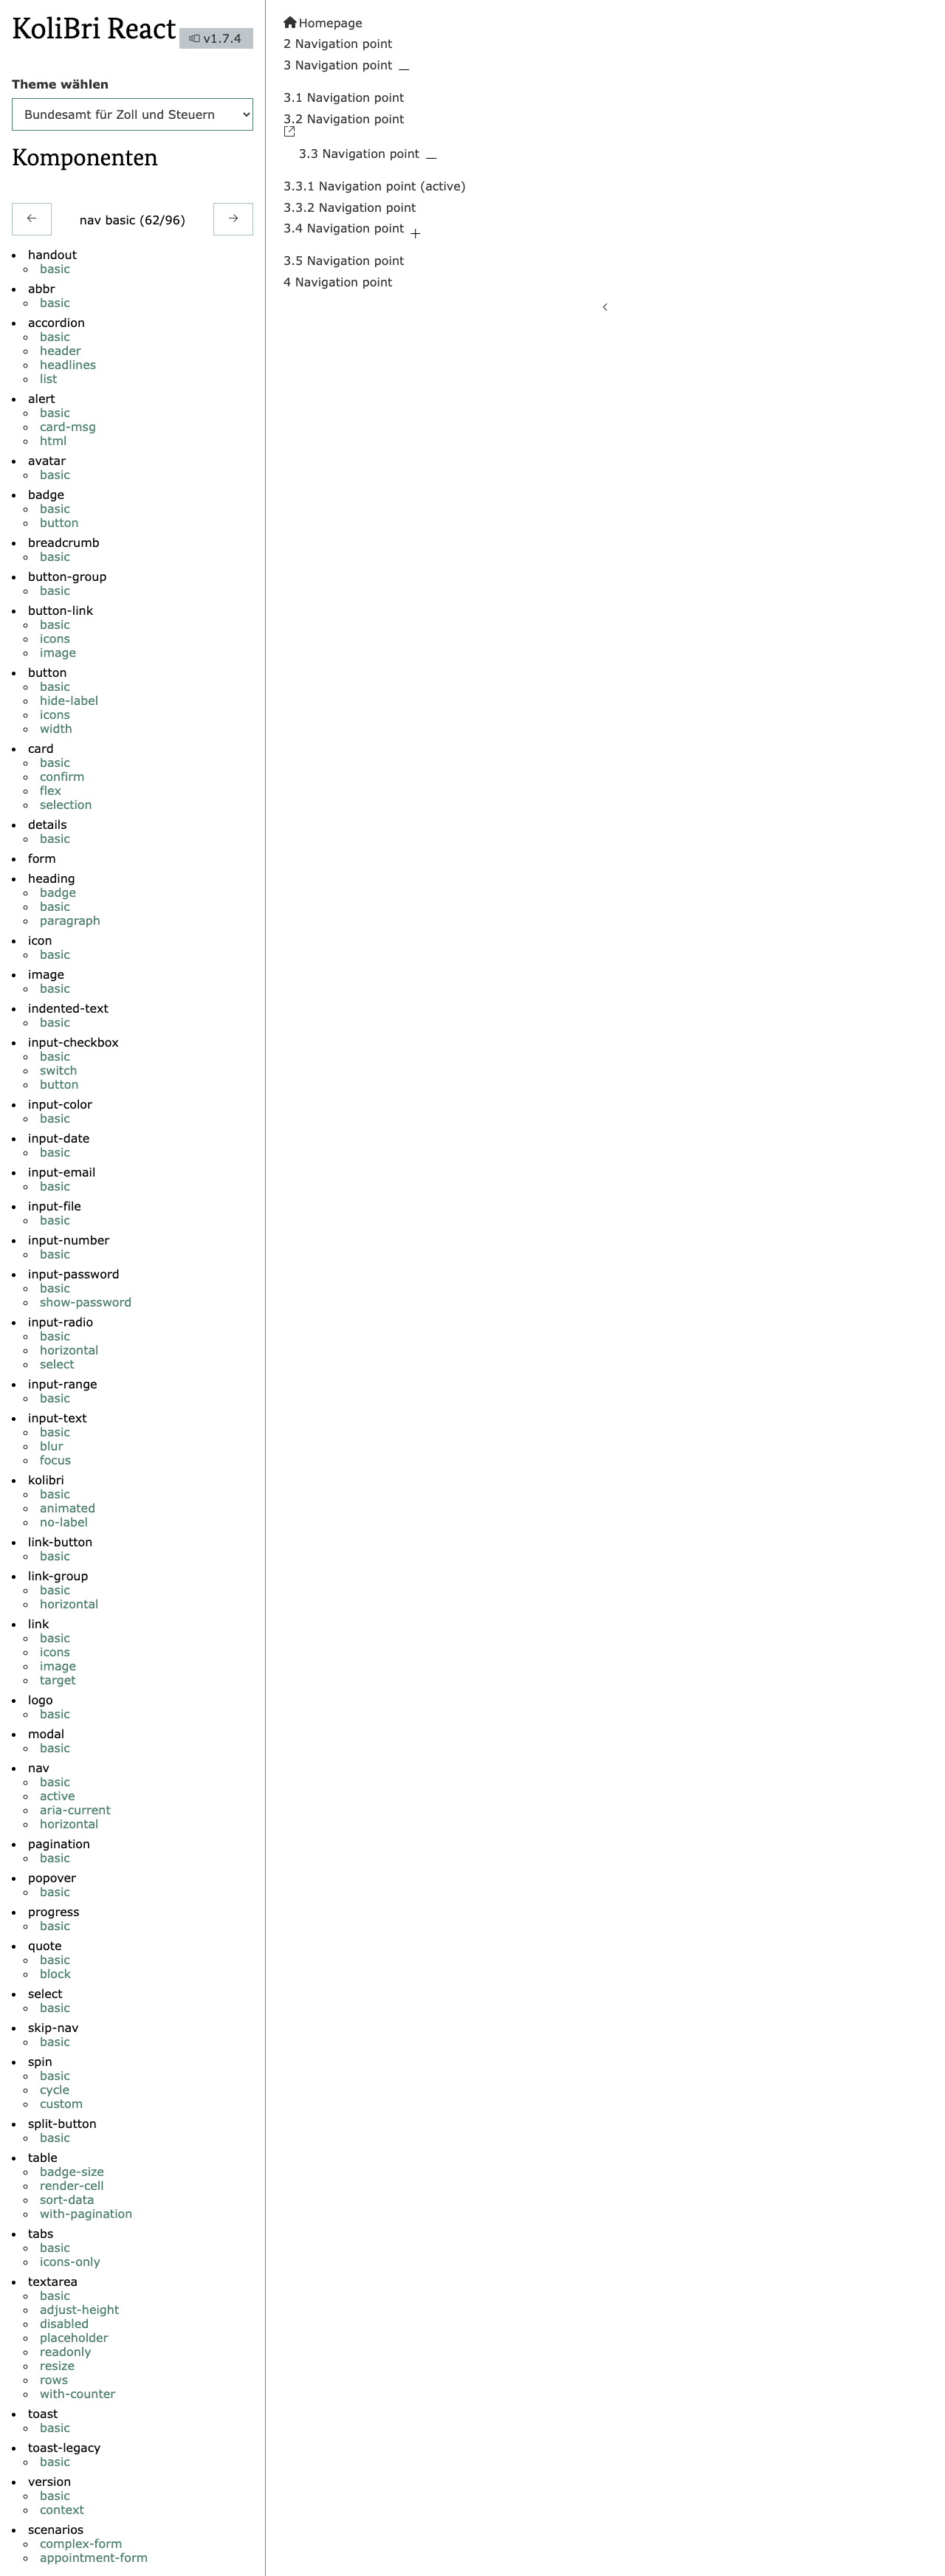 KoliBri React
v1.7.4
Theme wählen
Bundesamt für Zoll und Steuern
Komponenten
nav basic (62/96)
handout
basic
abbr
basic
accordion
basic
header
headlines
list
alert
basic
card-msg
html
avatar
basic
badge
basic
button
breadcrumb
basic
button-group
basic
button-link
basic
icons
image
button
basic
hide-label
icons
width
card
basic
confirm
flex
selection
details
basic
form
heading
badge
basic
paragraph
icon
basic
image
basic
indented-text
basic
input-checkbox
basic
switch
button
input-color
basic
input-date
basic
input-email
basic
input-file
basic
input-number
basic
input-password
basic
show-password
input-radio
basic
horizontal
select
input-range
basic
input-text
basic
blur
focus
kolibri
basic
animated
no-label
link-button
basic
link-group
basic
horizontal
link
basic
icons
image
target
logo
basic
modal
basic
nav
basic
active
aria-current
horizontal
pagination
basic
popover
basic
progress
basic
quote
basic
block
select
basic
skip-nav
basic
spin
basic
cycle
custom
split-button
basic
table
badge-size
render-cell
sort-data
with-pagination
tabs
basic
icons-only
textarea
basic
adjust-height
disabled
placeholder
readonly
resize
rows
with-counter
toast
basic
toast-legacy
basic
version
basic
context
scenarios
complex-form
appointment-form
Homepage
2 Navigation point
3 Navigation point
3.1 Navigation point
3.2 Navigation point
3.3 Navigation point
3.3.1 Navigation point (active)
3.3.2 Navigation point
3.4 Navigation point
3.5 Navigation point
4 Navigation point